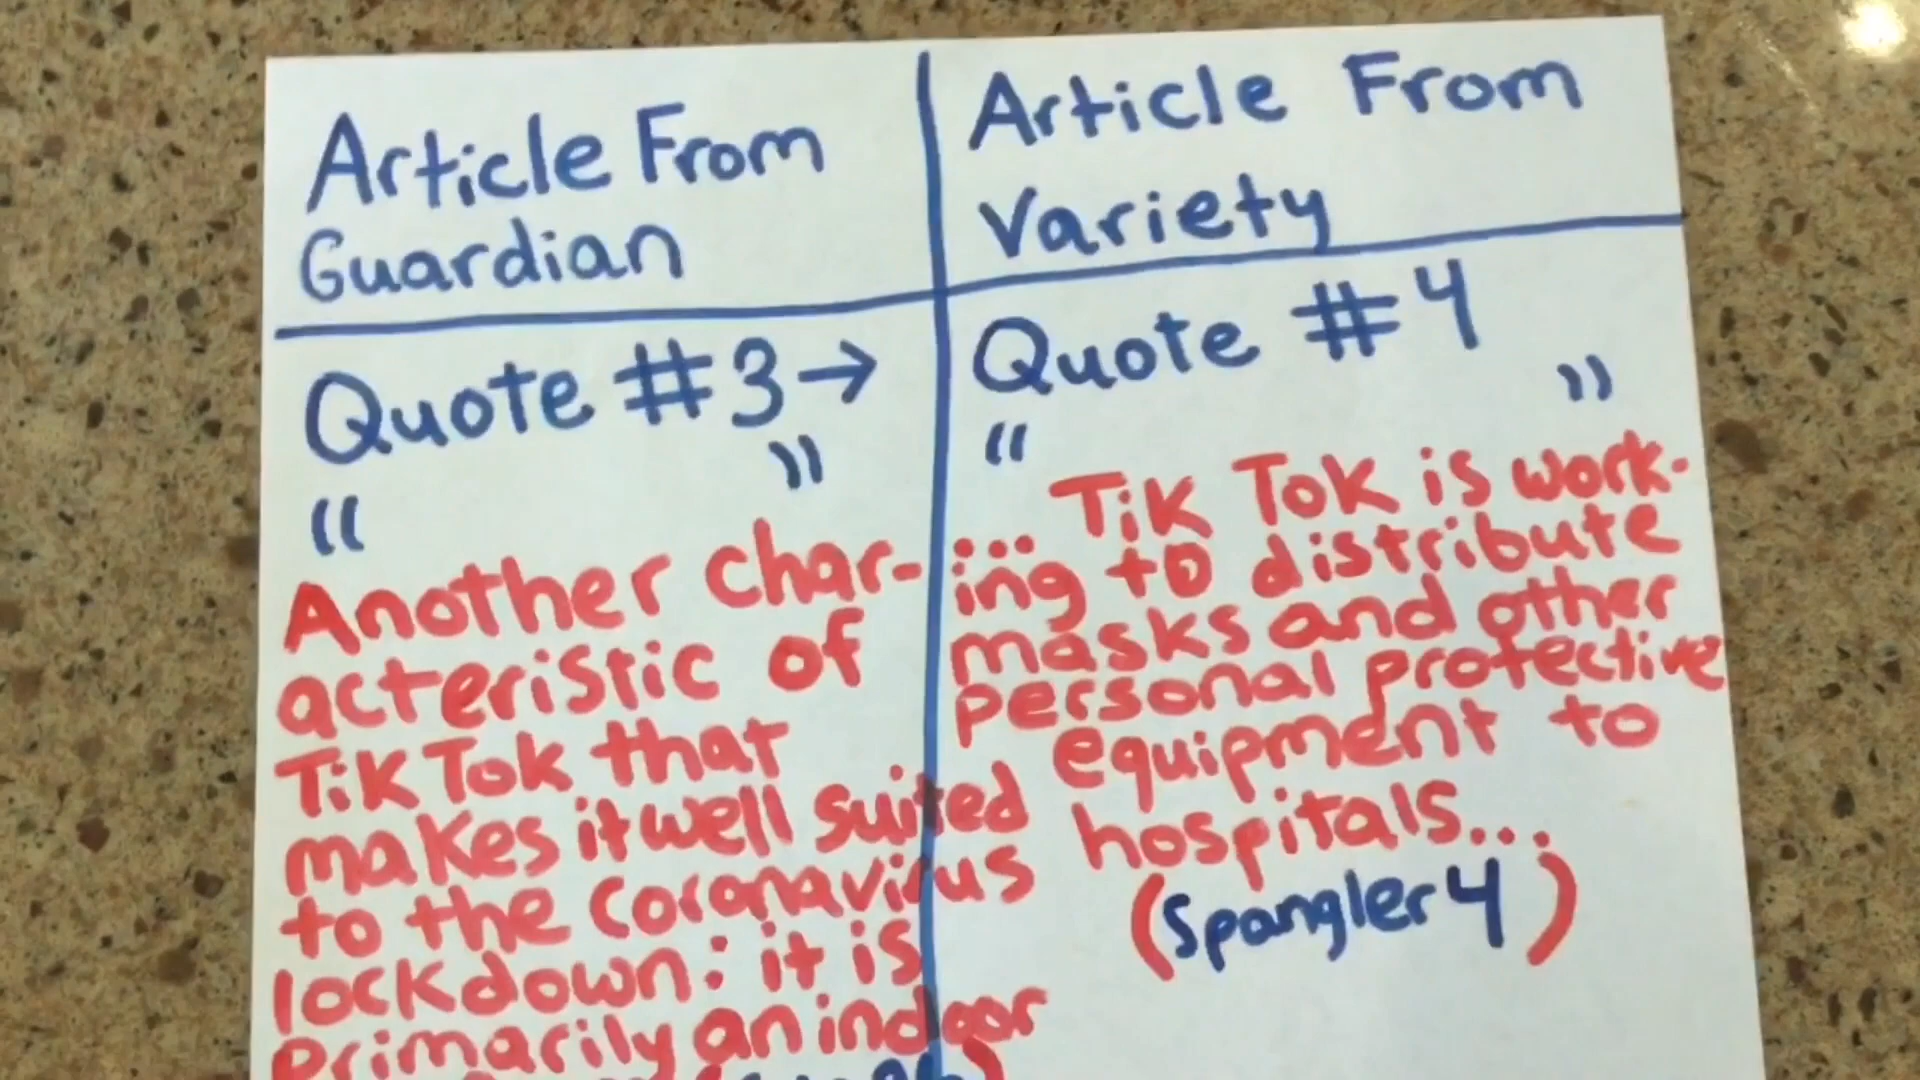 Article From
Guardian
Quote #3→
“ ”
Another char-
acteristic of
TikTok that
makes it well suited
to the coronavirus
lockdown: it is
primarily an indoor
Article From
Variety
Quote #4
“ ”
... Tik Tok is work-
ing to distribute
masks and other
personal protective
equipment to
hospitals...
(Spangler 4)